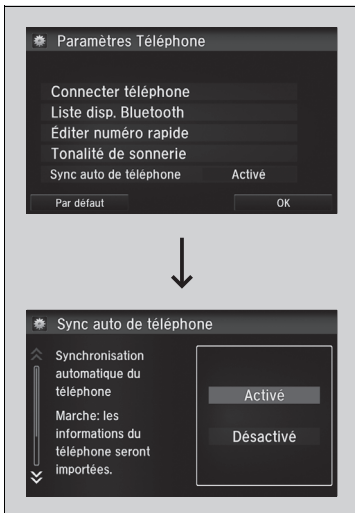 Paramètres Téléphone
Connecter téléphone
Liste disp. Bluetooth
Éditer numéro rapide
Tonalité de sonnerie
Sync auto de téléphone Activé
Par défaut OK
Sync auto de téléphone
Synchronisation
automatique du
téléphone
Marche: les
informations du
téléphone seront
importées.
Activé
Désactivé